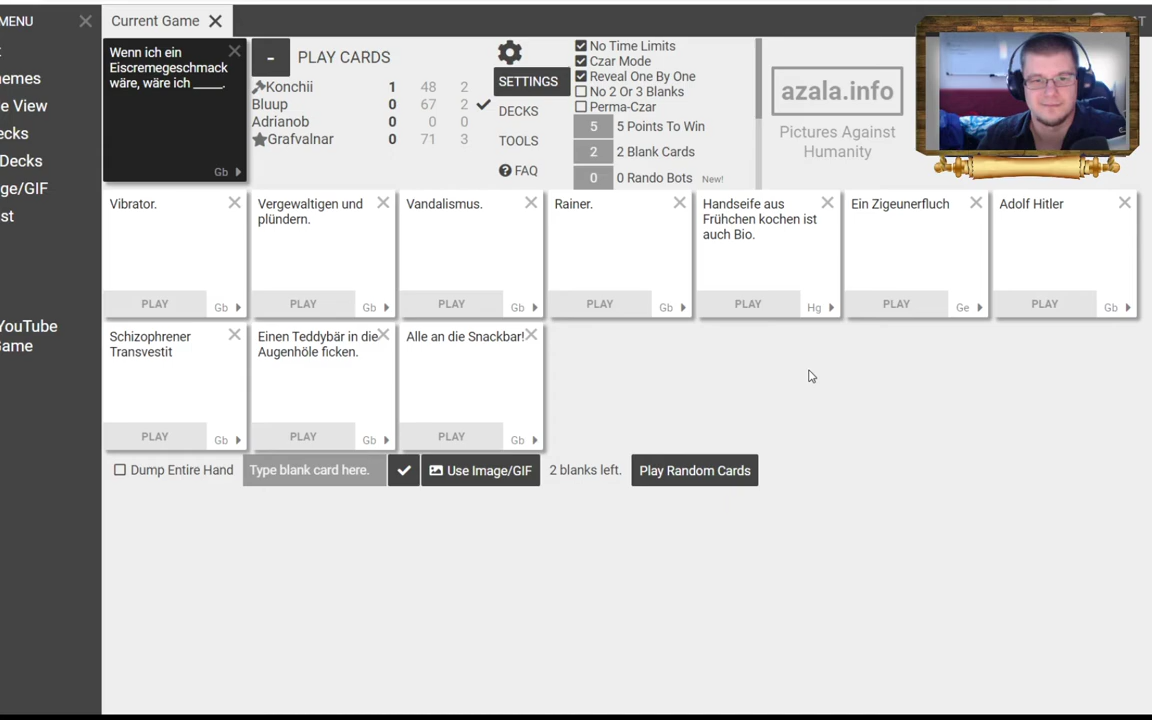 MENU
Current Game
emes
e View
ecks
Decks
ge/GIF
st
YouTube
Game
Wenn ich ein
Eiscremegeschmack
wäre, wäre ich _____.
Gb
-
PLAY CARDS
Konchii 1 48 2
Bluup 0 67 2
Adrianob 0 0 0
Grafvalnar 0 71 3
SETTINGS
DECKS
TOOLS
? FAQ
No Time Limits
Czar Mode
Reveal One By One
No 2 Or 3 Blanks
Perma-Czar
5 5 Points To Win
2 2 Blank Cards
0 0 Rando Bots New!
azala.info
Pictures Against
Humanity
Vibrator.
PLAY Gb
Vergewaltigen und
plündern.
PLAY Gb
Vandalismus.
PLAY Gb
Rainer.
PLAY Gb
Handseife aus
Frühchen kochen ist
auch Bio.
PLAY Hg
Ein Zigeunerfluch
PLAY Ge
Adolf Hitler
PLAY Gb
Schizophrener
Transvestit
PLAY Gb
Einen Teddybär in die
Augenhöle ficken.
PLAY Gb
Alle an die Snackbar!
PLAY Gb
Dump Entire Hand
Type blank card here.
Use Image/GIF
2 blanks left.
Play Random Cards